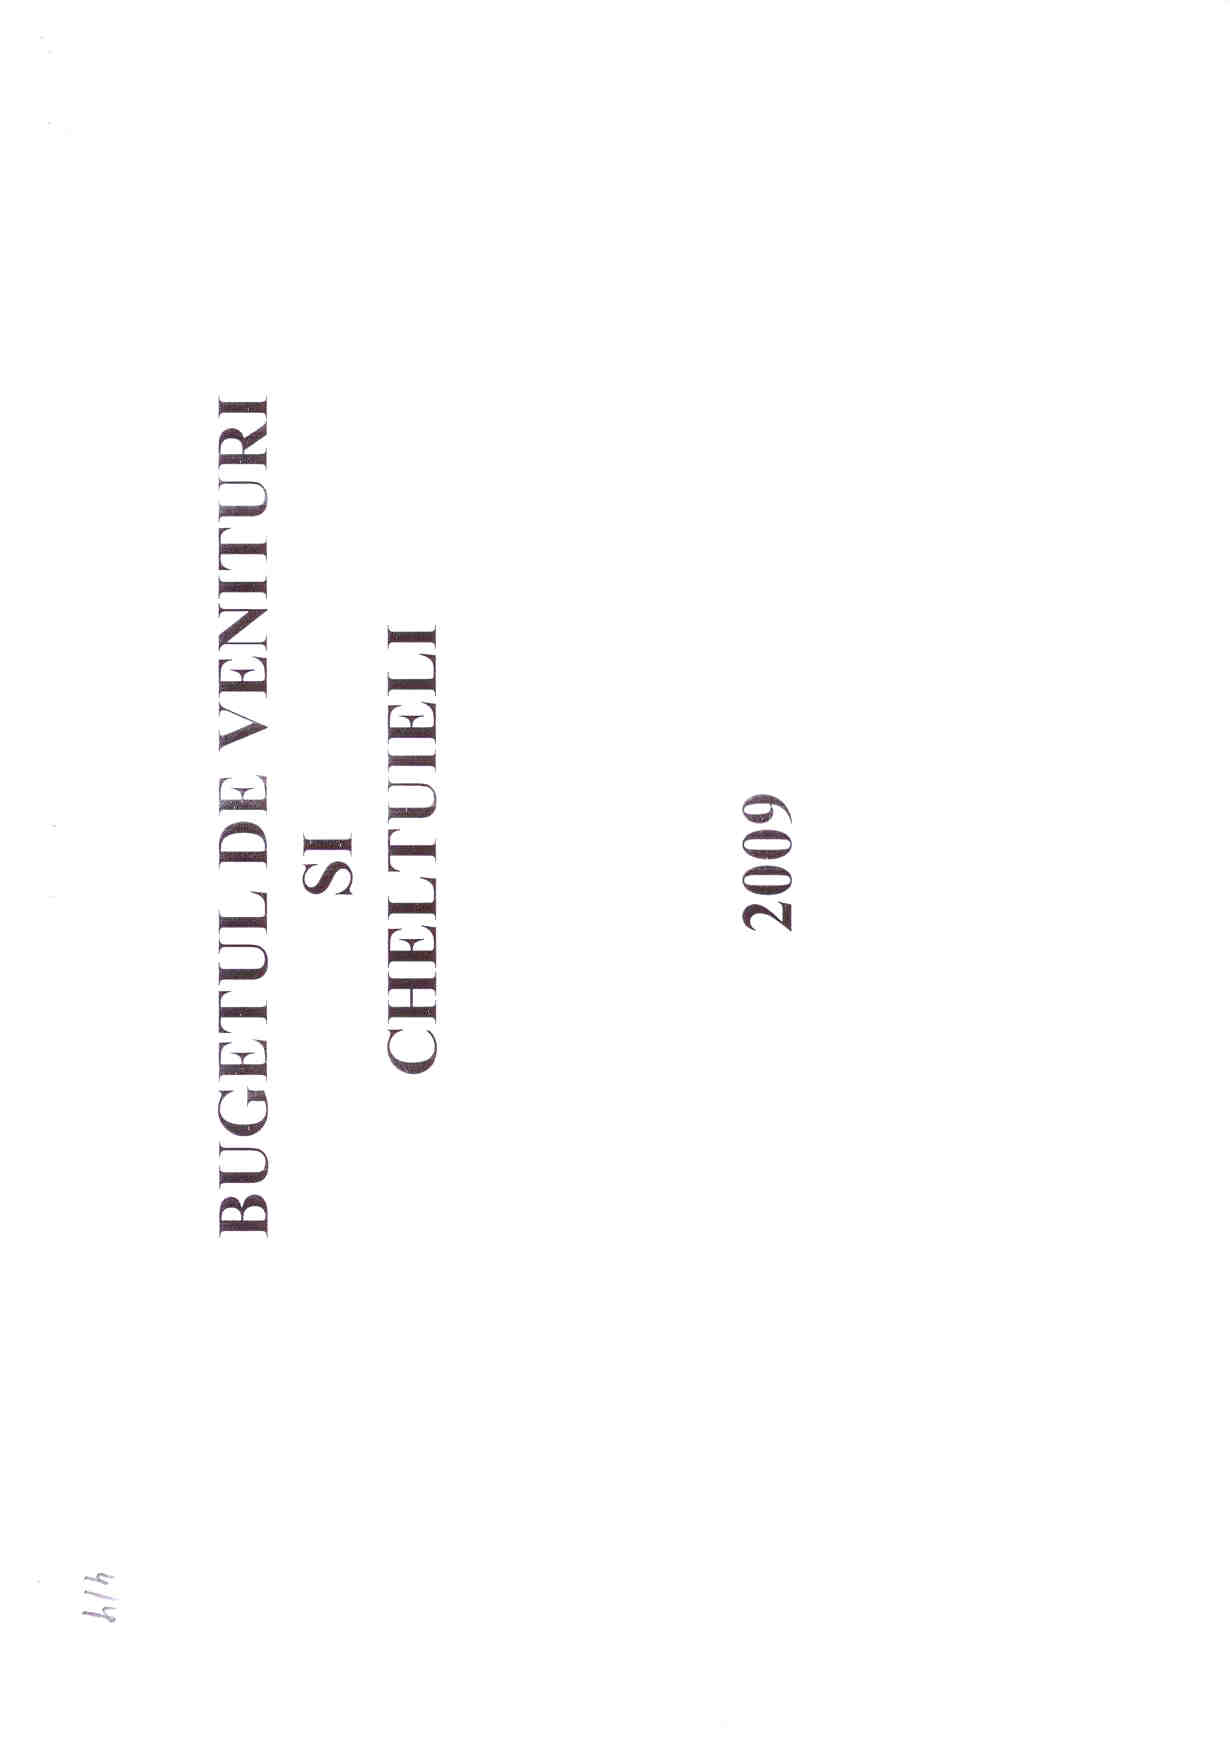 BUGETUL DE VENITURI
SI
CHELTUIELI
2009